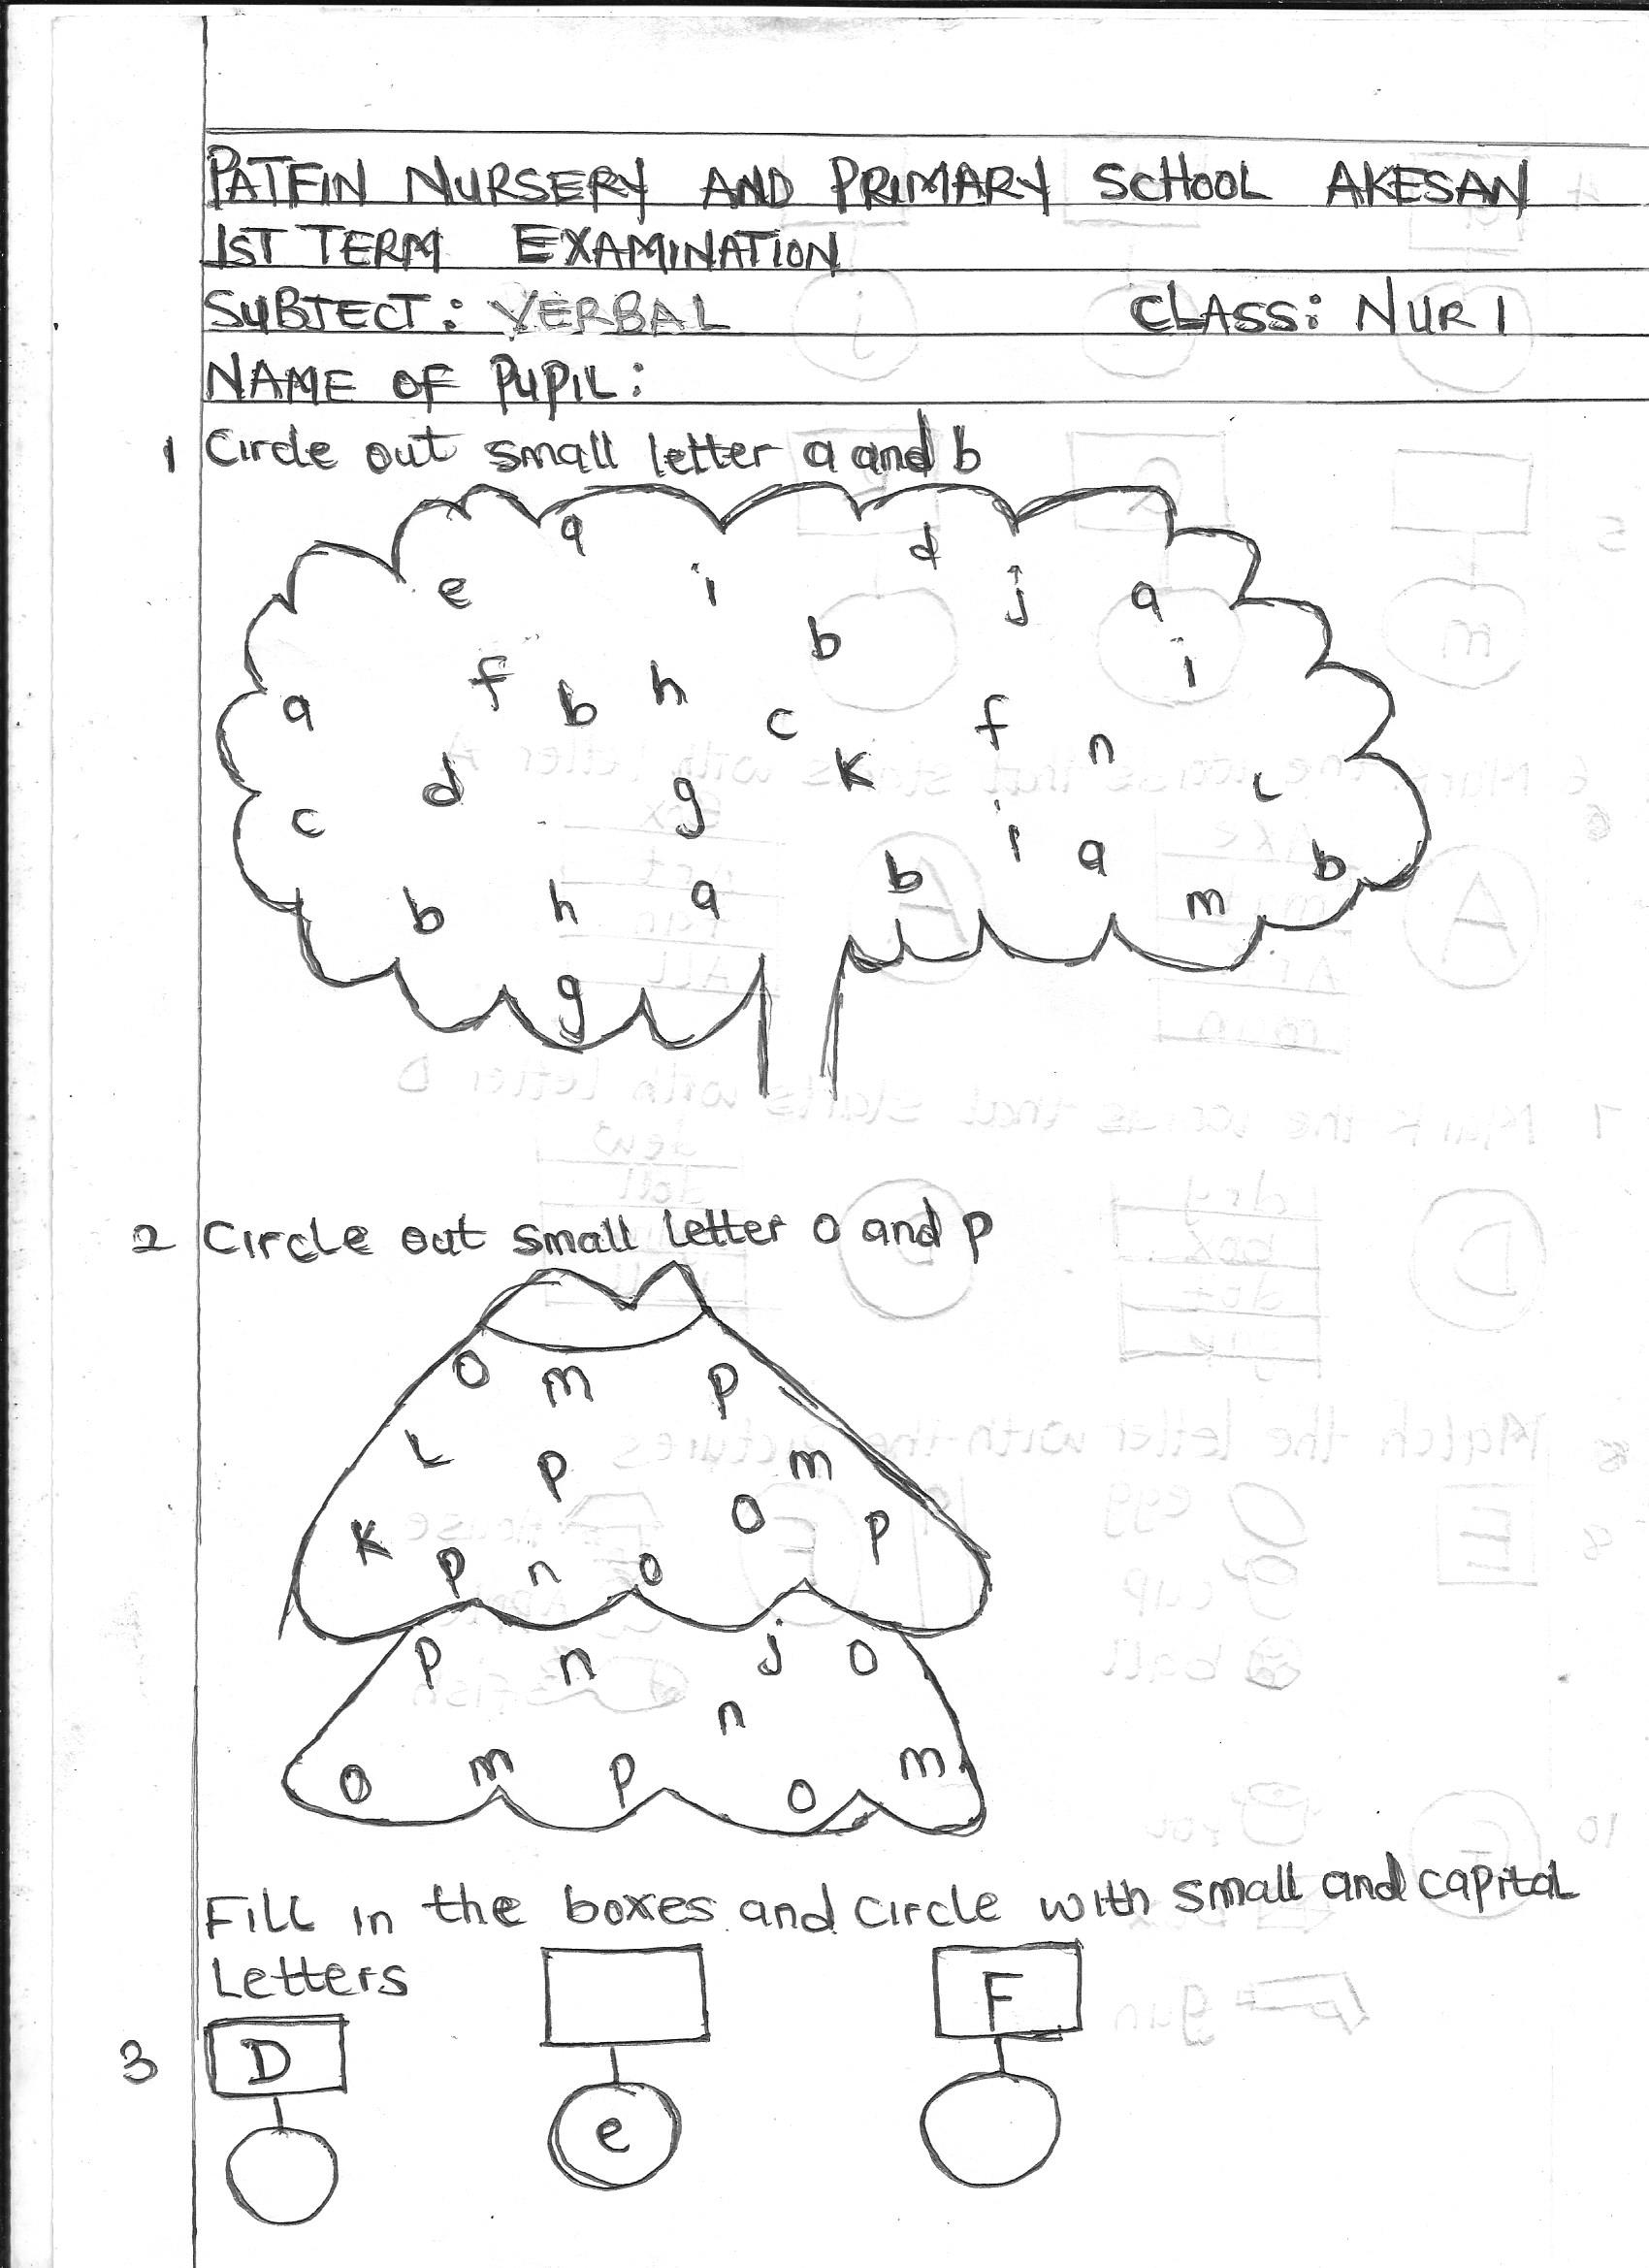 PATFIN NURSERY AND PRIMARY SCHOOL AKESAN
1ST TERM EXAMINATION
SUBJECT: VERBAL CLASS: NUR 1
NAME OF PUPIL:
1 Circle out small letter a and b
a d
e i j a
b
f h i
a b c f
n
d g k i
c i a
b h a b m b
g
2 Circle out small letter o and p
O m p
L p m
O
K p n o p
p n j o
n
o m p o m
Fill in the boxes and circle with small and capital
Letters
F
3 D
e